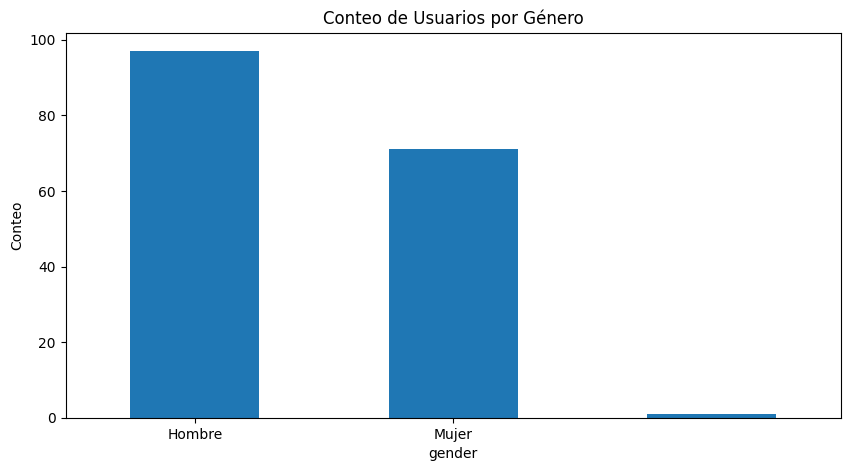 Conteo de Usuarios por Género
100
80
60
40
20
0
Conteo
Hombre
Mujer
gender